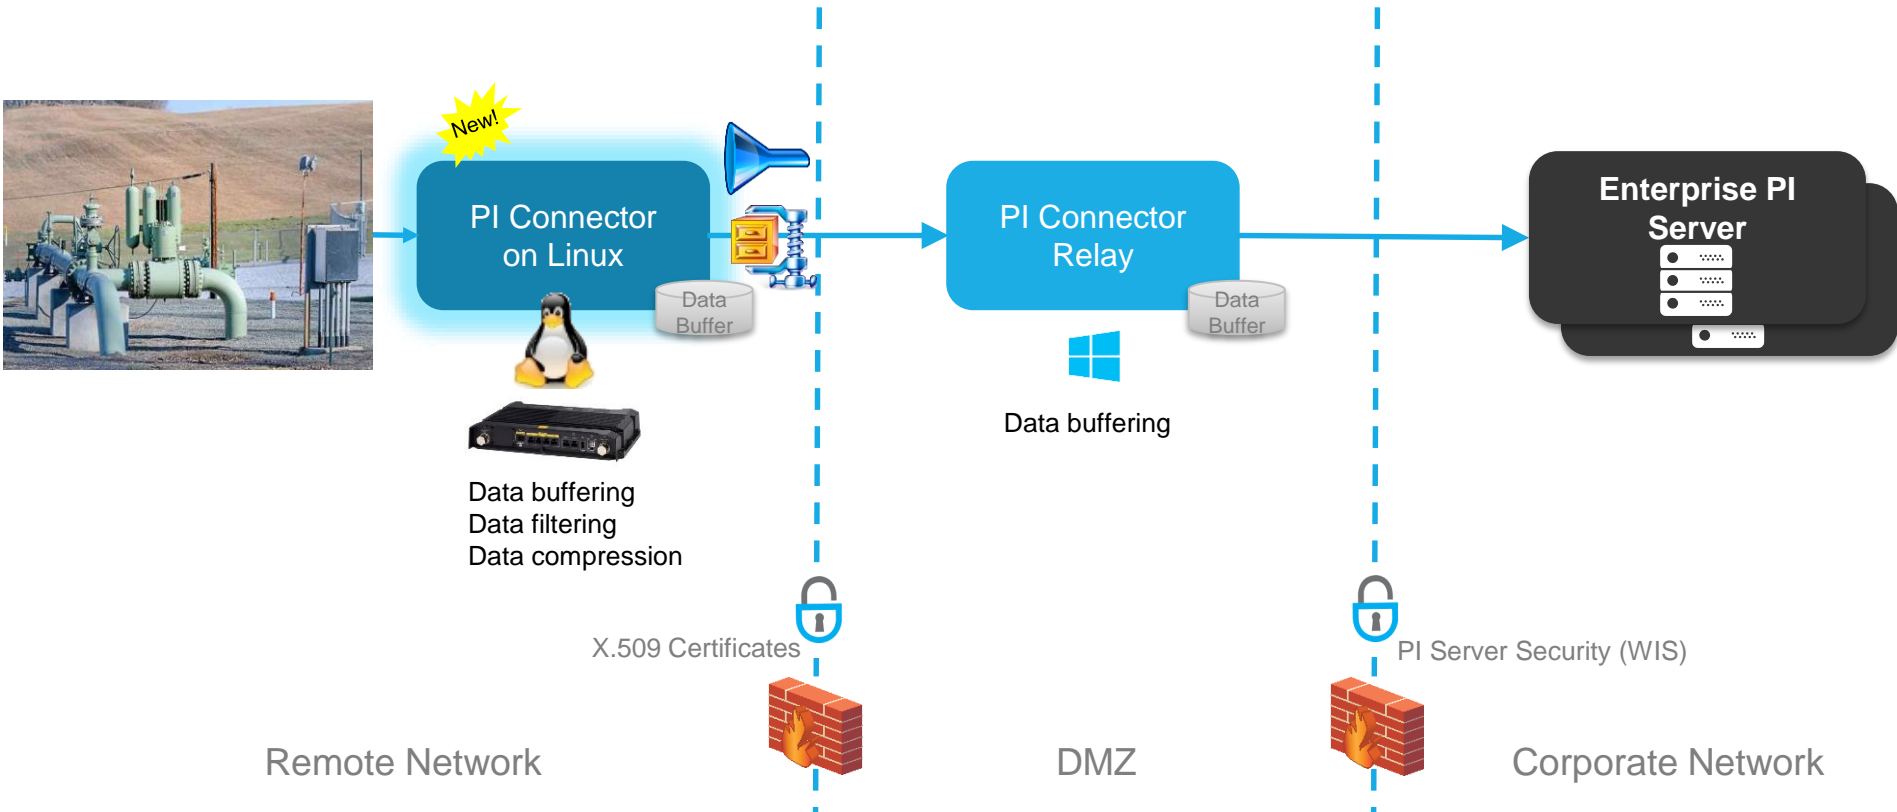 New!
PI Connector
on Linux
Data
Buffer
Data buffering
Data filtering
Data compression
PI Connector
Relay
Data
Buffer
Data buffering
Enterprise PI
Server
X.509 Certificates
PI Server Security (WIS)
Remote Network
DMZ
Corporate Network